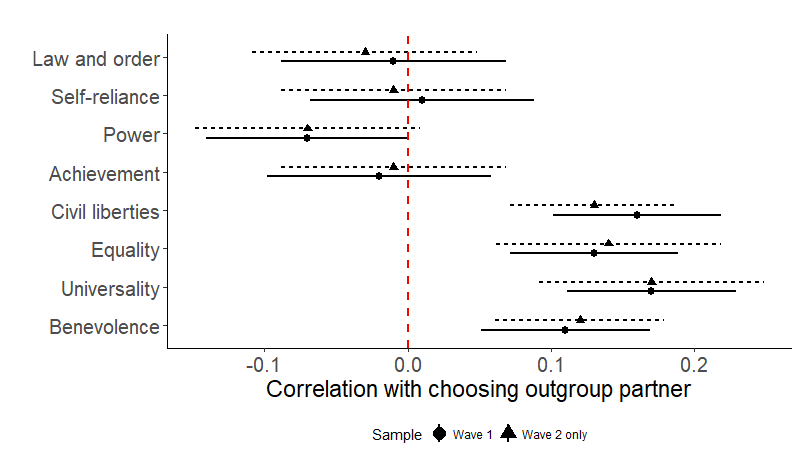 Law and order
Self-reliance
Power
Achievement
Civil liberties
Equality
Universality
Benevolence
-0.1 0.0 0.1 0.2
Correlation with choosing outgroup partner
Sample Wave 1 Wave 2 only